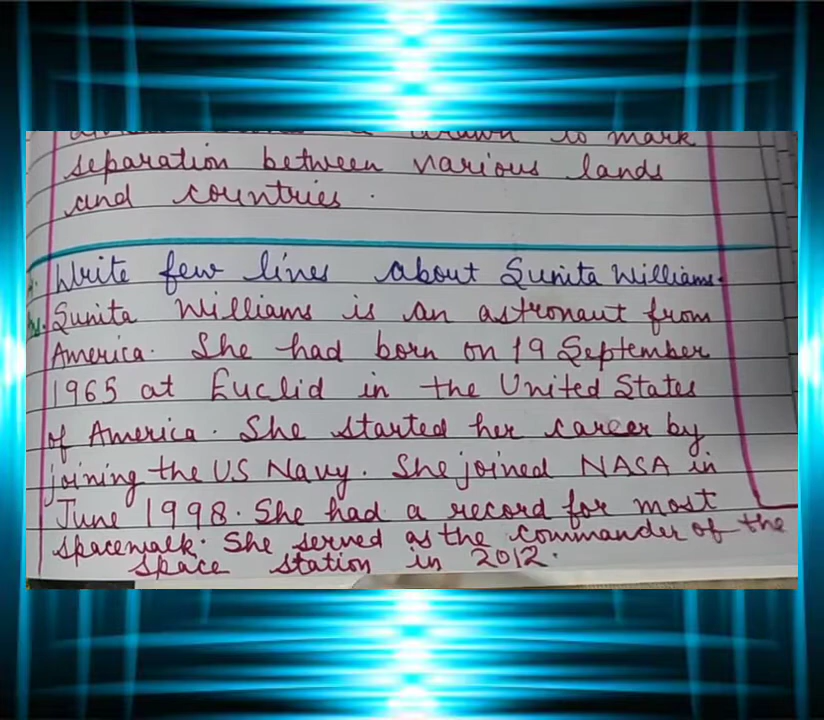 drawn to mark
separation between various lands
and countries.
Write few lines about Sunita Williams.
Sunita Williams is an astronaut from
America. She had born on 19 September
1965 at Euclid in the United States
of America. She started her career by
joining the US Navy. She joined NASA in
June 1998. She had a record for most
spacewalk. She served as the commander of the
space station in 2012.